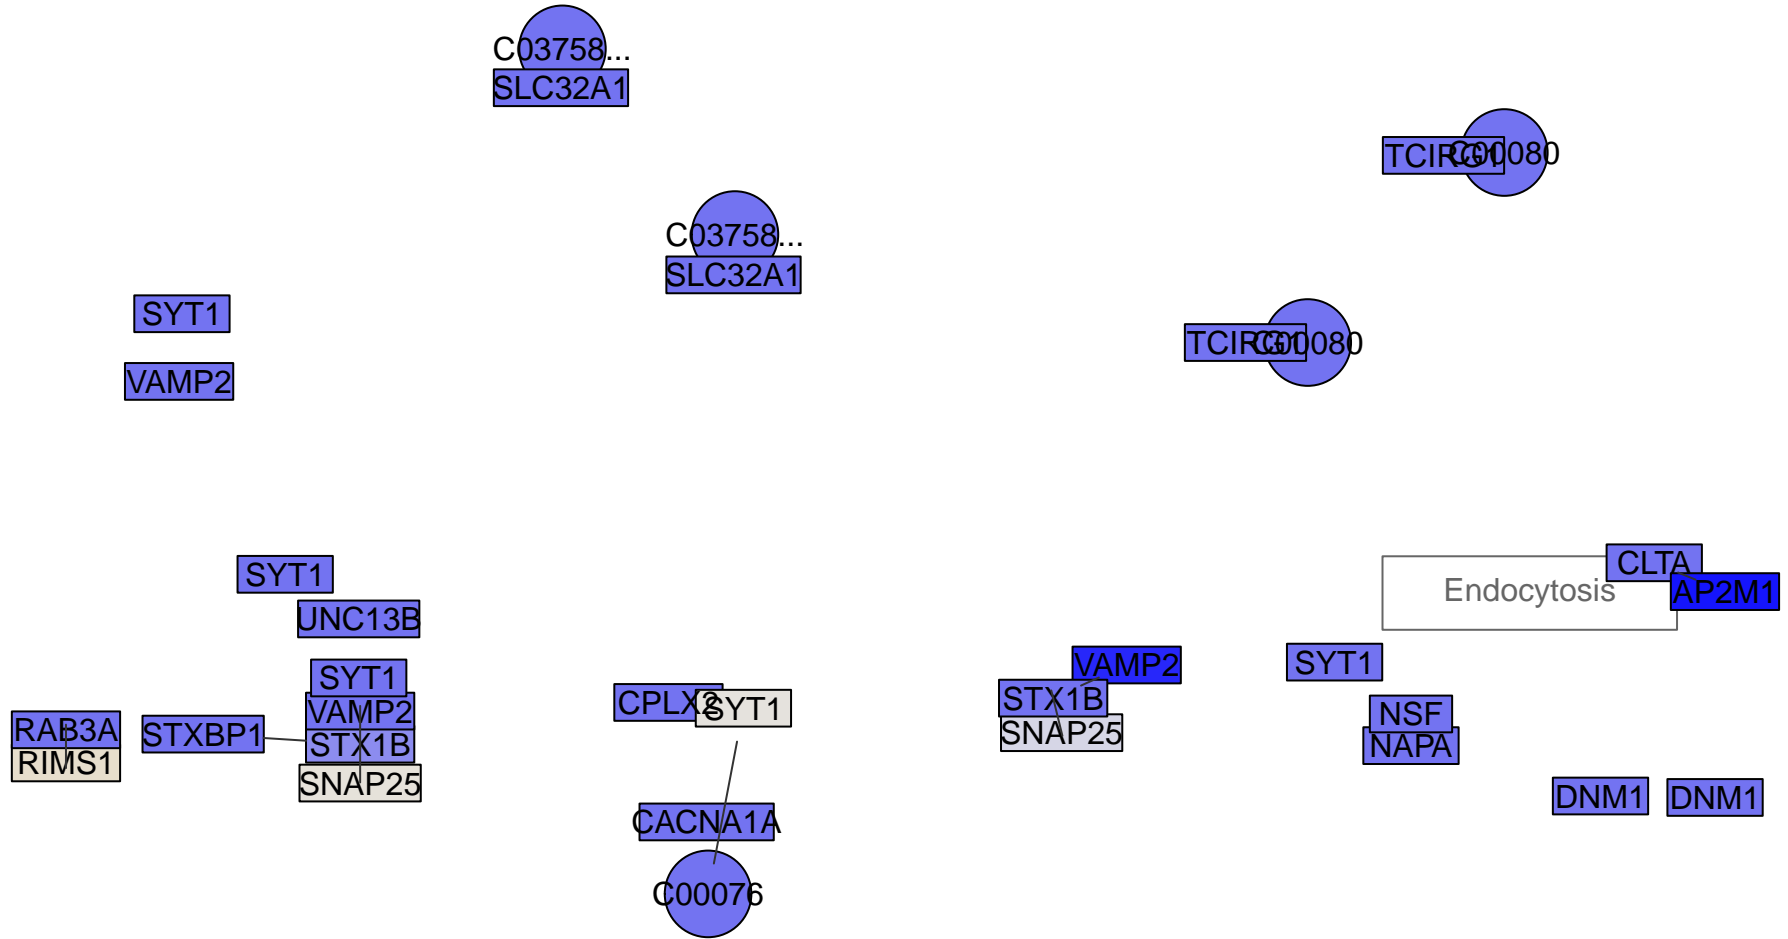 C03758...
SLC32A1
TCIRG1
C00080
C03758...
SLC32A1
SYT1
TCIRG1
C00080
VAMP2
SYT1
CLTA
Endocytosis
AP2M1
UNC13B
SYT1
VAMP2
SYT1
CPLX2
SYT1
STX1B
VAMP2
NSF
RAB3A
STXBP1
STX1B
SNAP25
NAPA
RIMS1
SNAP25
DNM1
DNM1
CACNA1A
C00076